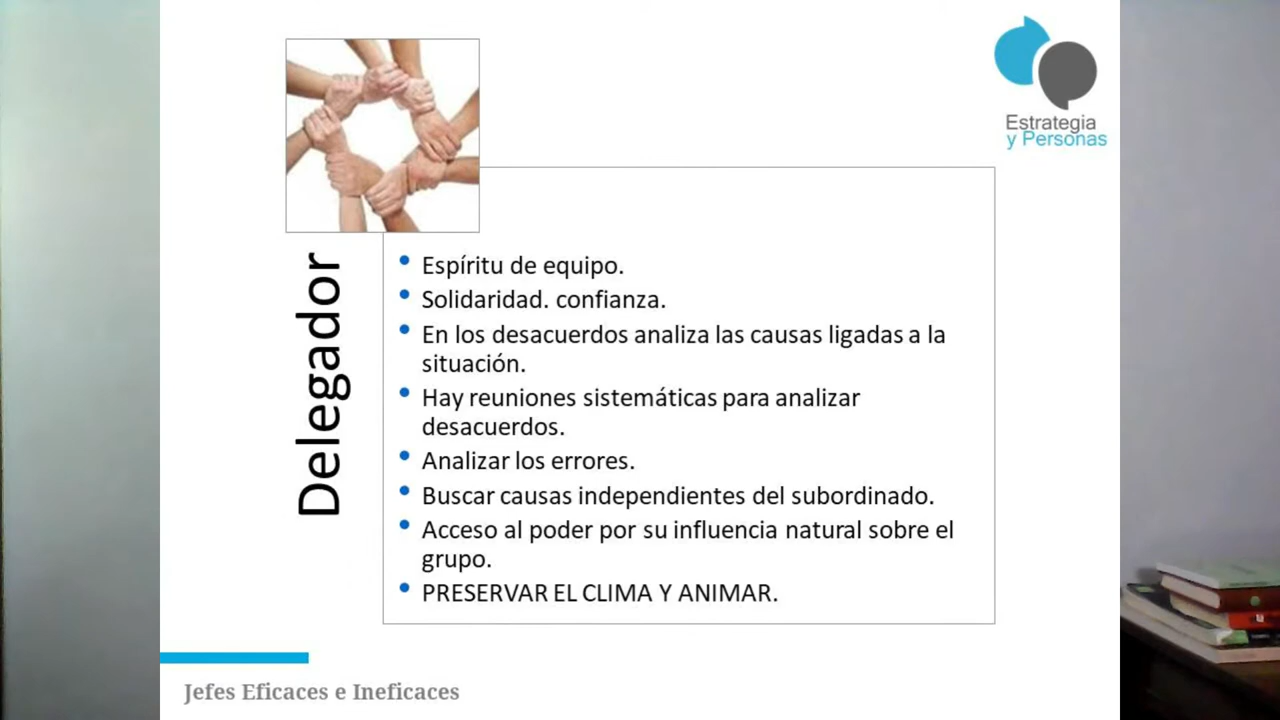 Estrategia
y Personas
Delegador
• Espíritu de equipo.
• Solidaridad. confianza.
• En los desacuerdos analiza las causas ligadas a la
situación.
• Hay reuniones sistemáticas para analizar
desacuerdos.
• Analizar los errores.
• Buscar causas independientes del subordinado.
• Acceso al poder por su influencia natural sobre el
grupo.
• PRESERVAR EL CLIMA Y ANIMAR.
Jefes Eficaces e Ineficaces